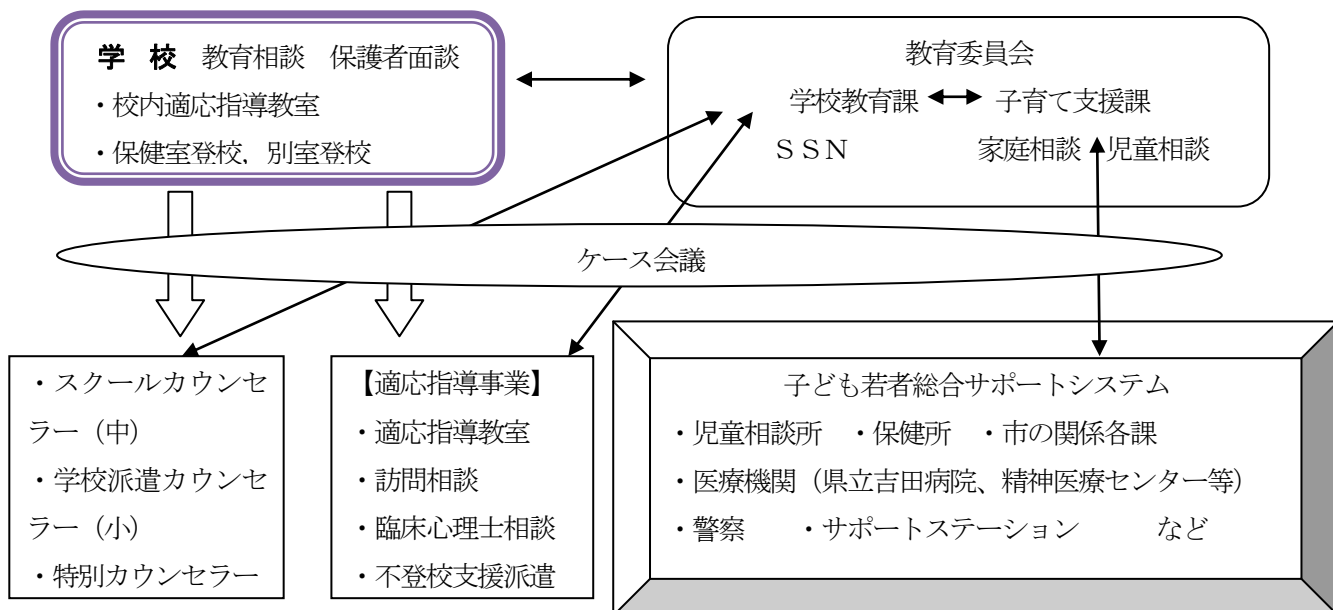 学 校 教育相談 保護者面談
・校内適応指導教室
・保健室登校，別室登校
教育委員会
学校教育課 子育て支援課
ＳＳＮ 家庭相談 児童相談
ケース会議
・スクールカウンセ
ラー（中）
・学校派遣カウンセ
ラー（小）
・特別カウンセラー
【適応指導事業】
・適応指導教室
・訪問相談
・臨床心理士相談
・不登校支援派遣
子ども若者総合サポートシステム
・児童相談所 ・保健所 ・市の関係各課
・医療機関（県立吉田病院、精神医療センター等）
・警察 ・サポートステーション など